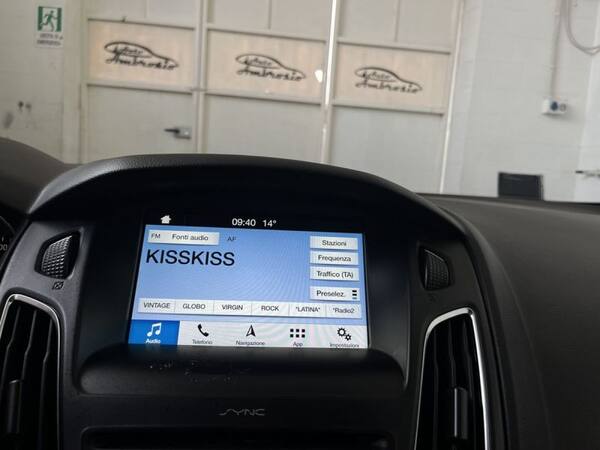 Auto
Ambrosio
Auto
Ambrosio
Auto
Ambrosio
09:40 14°
FM Fonti audio AF
KISSKISS
Stazioni
Frequenza
Traffico (TA)
Preselez.
VINTAGE GLOBO VIRGIN ROCK *LATINA* *Radio2
Audio Telefono Navigazione App Impostazioni
SYNC